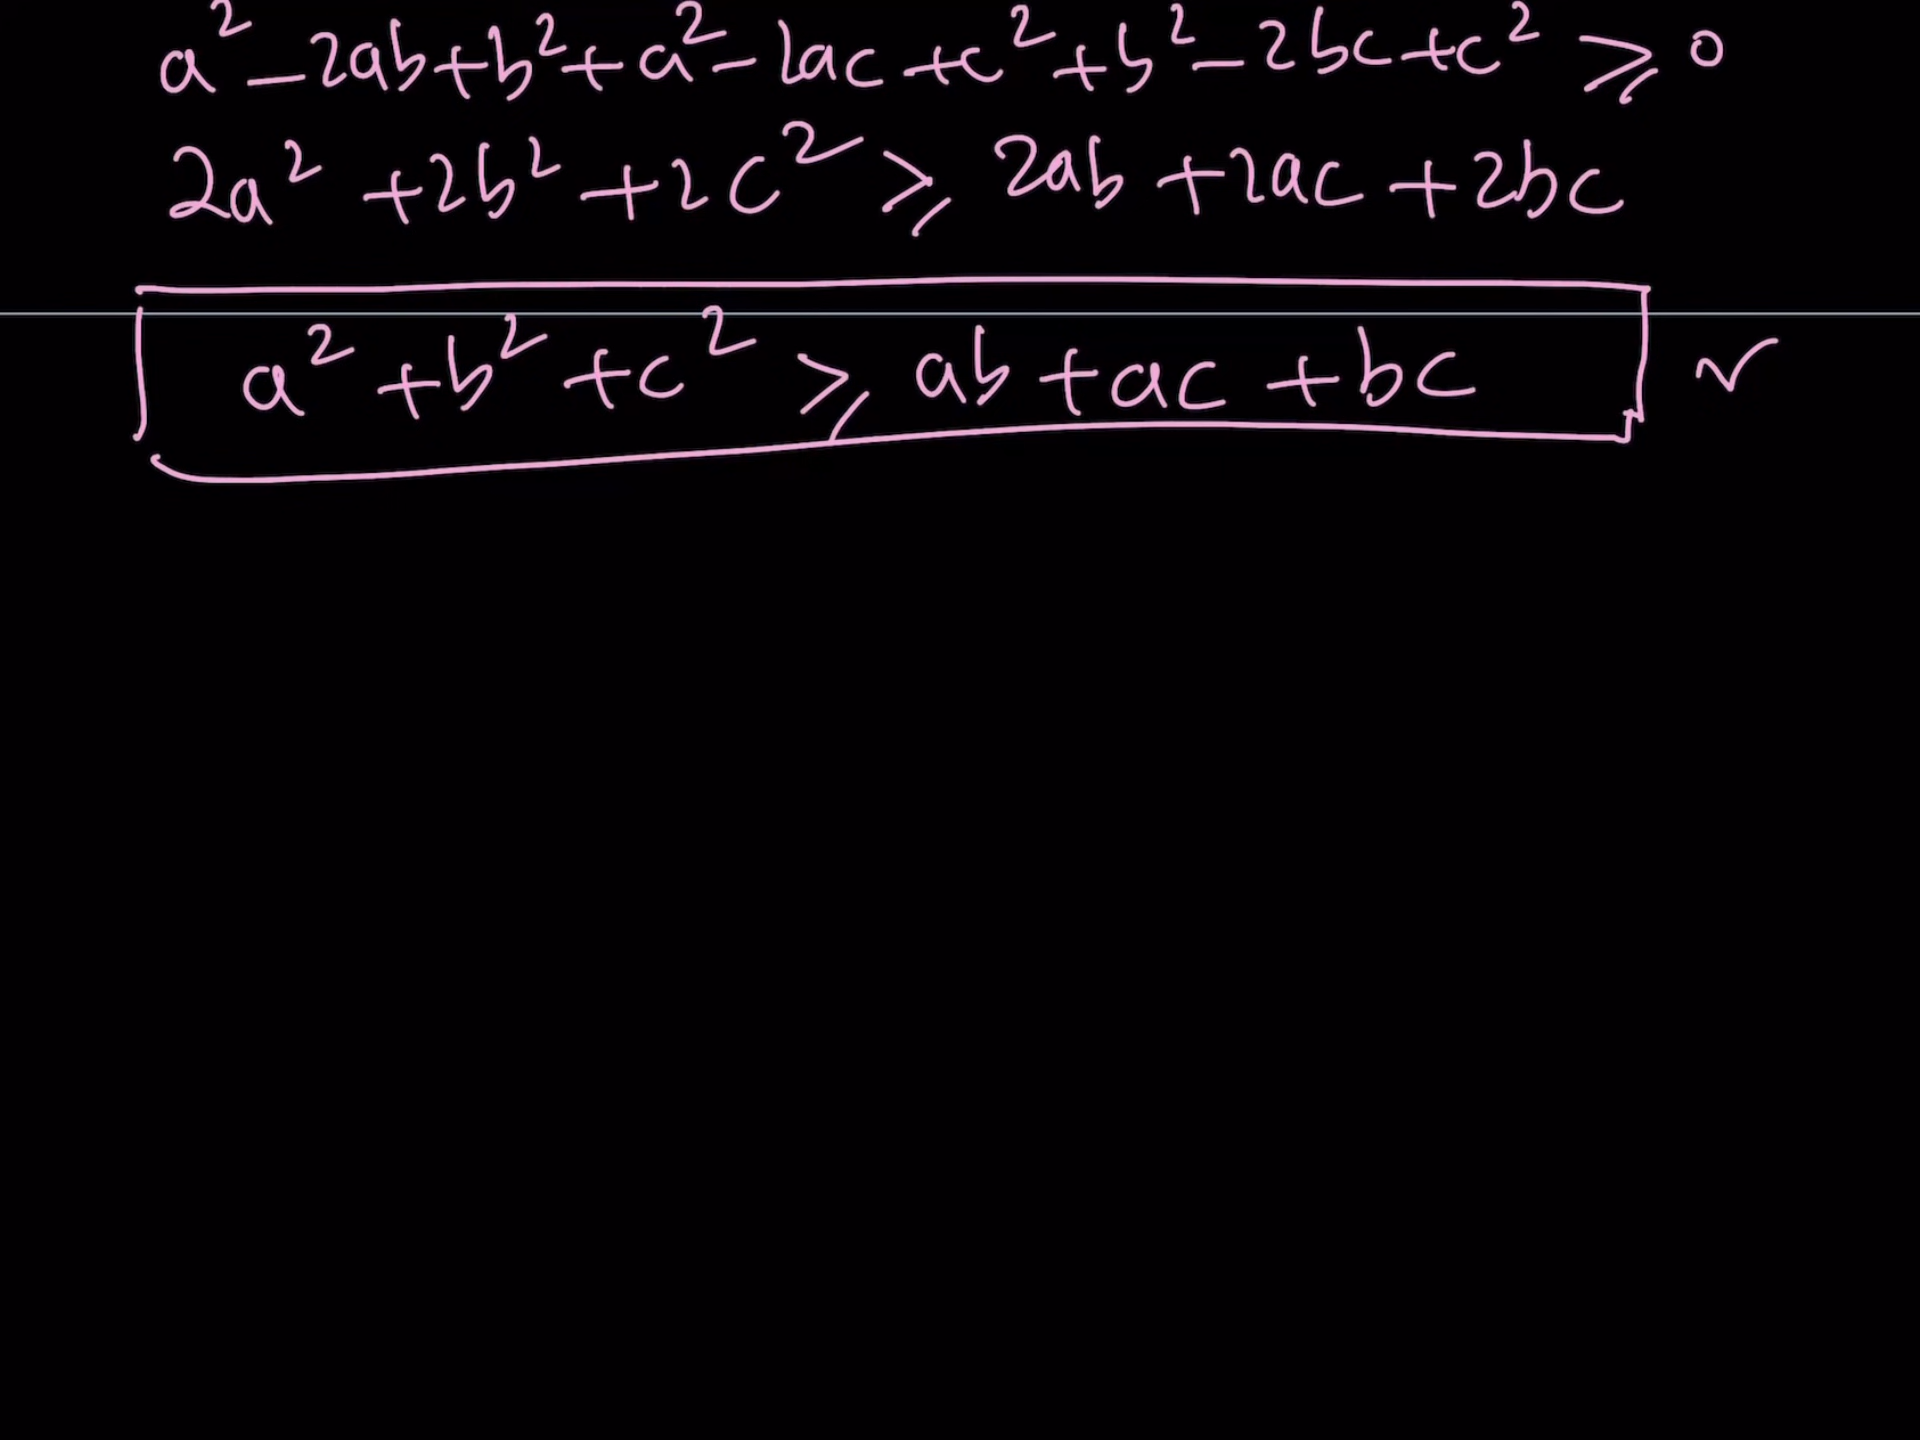 a² - 2ab + b² + a² - 2ac + c² + b² - 2bc + c² ⩾ 0
2a² + 2b² + 2c² ⩾ 2ab + 2ac + 2bc
a² + b² + c² ⩾ ab + ac + bc ✓